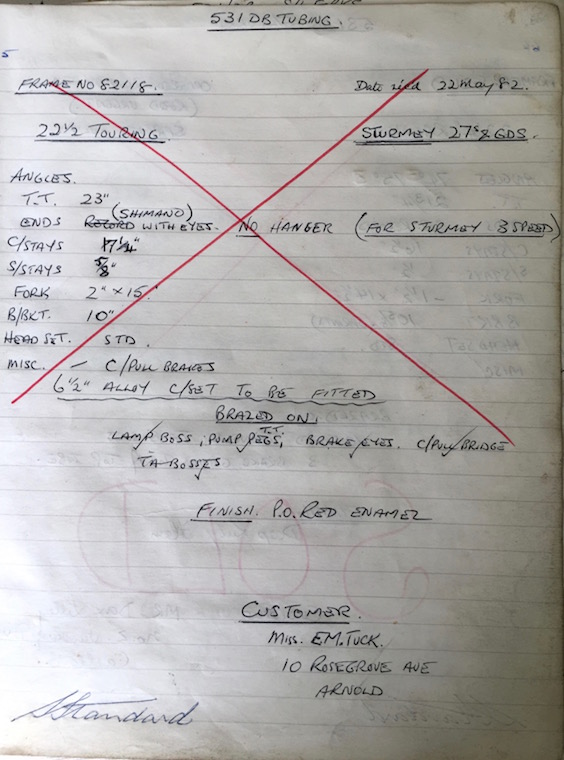 531 DB TUBING.
5
FRAME NO 82118. Date 22 May 82.
22½ TOURING. STURMEY 27"S & GDS.
ANGLES.
T.T. 23"
(SHIMANO)
ENDS RECORD WITH EYES. NO HANGER (FOR STURMEY 3 SPEED)
C/STAYS 17¼"
S/STAYS 5/8"
FORK 2" × 15."
B/BKT. 10"
HEAD SET. STD.
MISC. – C/PULL BRAKES
6½" ALLOY C/SET TO BE FITTED
BRAZED ON.
LAMP BOSS, PUMP PEGS, T.T. BRAKE EYES. C/PULL BRIDGE
TA BOSSES
FINISH. P.O. RED ENAMEL
CUSTOMER.
MISS. E.M. TUCK.
10 ROSEGROVE AVE
ARNOLD
Standard